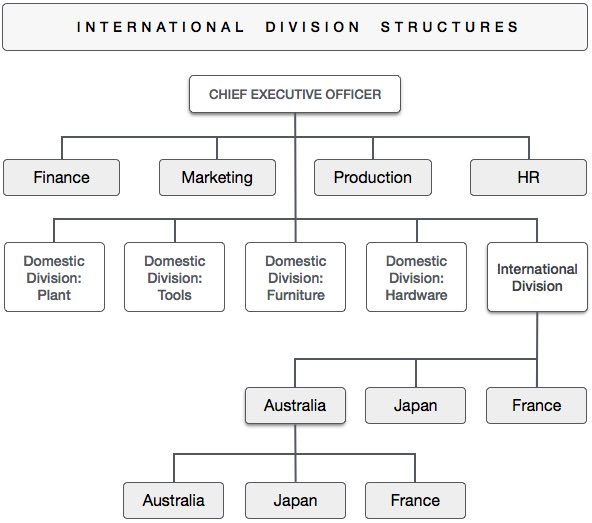 INTERNATIONAL DIVISION STRUCTURES
CHIEF EXECUTIVE OFFICER
Finance
Marketing
Production
HR
Domestic
Division:
Plant
Domestic
Division:
Tools
Domestic
Division:
Furniture
Domestic
Division:
Hardware
International
Division
Australia
Japan
France
Australia
Japan
France